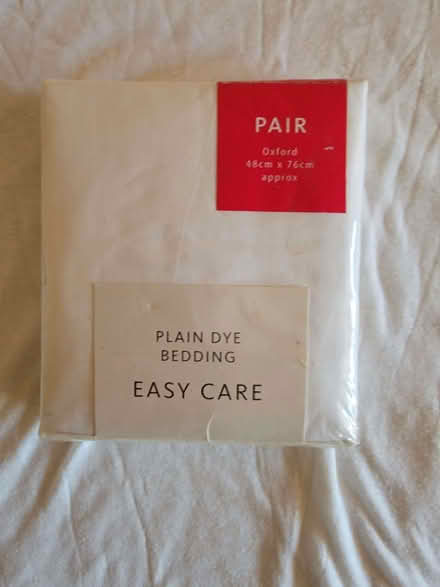 PAIR
Oxford
48cm x 76cm
approx
PLAIN DYE
BEDDING
EASY CARE